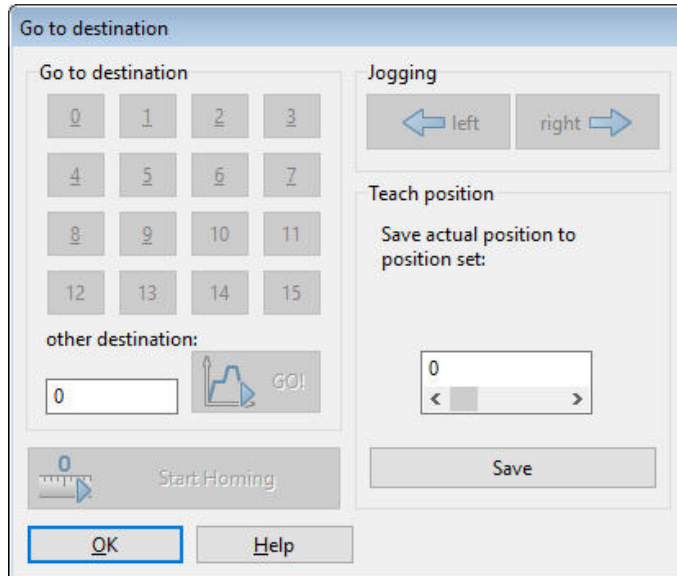 Go to destination
Go to destination
0 1 2 3
4 5 6 7
8 9 10 11
12 13 14 15
other destination:
0
GO!
0
Start Homing
OK
Help
Jogging
left
right
Teach position
Save actual position to
position set:
0
Save